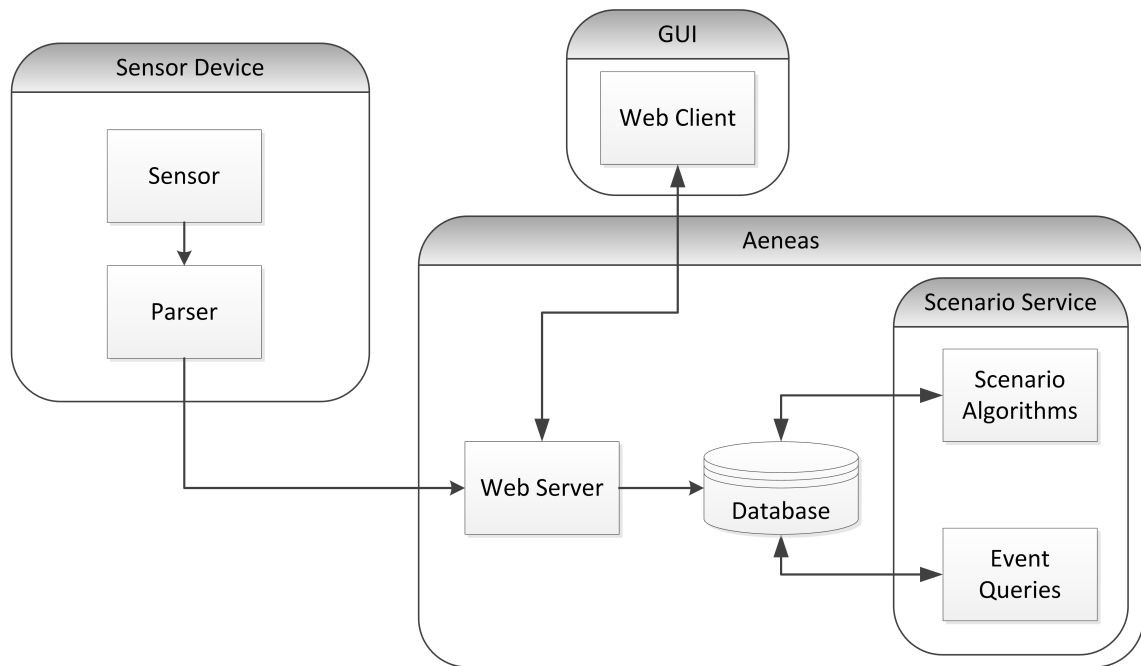 Sensor Device
Sensor
Parser
GUI
Web Client
Aeneas
Web Server
Database
Scenario Service
Scenario
Algorithms
Event
Queries